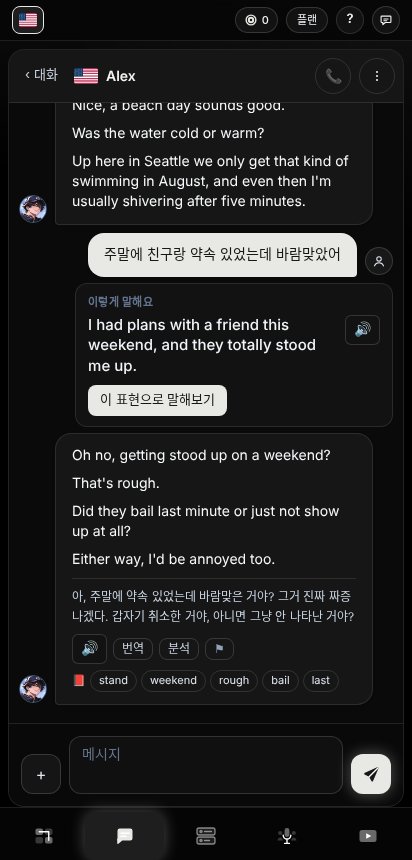 0
플랜
?
‹ 대화
Alex
Nice, a beach day sounds good.
Was the water cold or warm?
Up here in Seattle we only get that kind of
swimming in August, and even then I'm
usually shivering after five minutes.
주말에 친구랑 약속 있었는데 바람맞았어
이렇게 말해요
I had plans with a friend this
weekend, and they totally stood
me up.
이 표현으로 말해보기
Oh no, getting stood up on a weekend?
That's rough.
Did they bail last minute or just not show
up at all?
Either way, I'd be annoyed too.
아, 주말에 약속 있었는데 바람맞은 거야? 그거 진짜 짜증
나겠다. 갑자기 취소한 거야, 아니면 그냥 안 나타난 거야?
번역
분석
stand
weekend
rough
bail
last
+
메시지